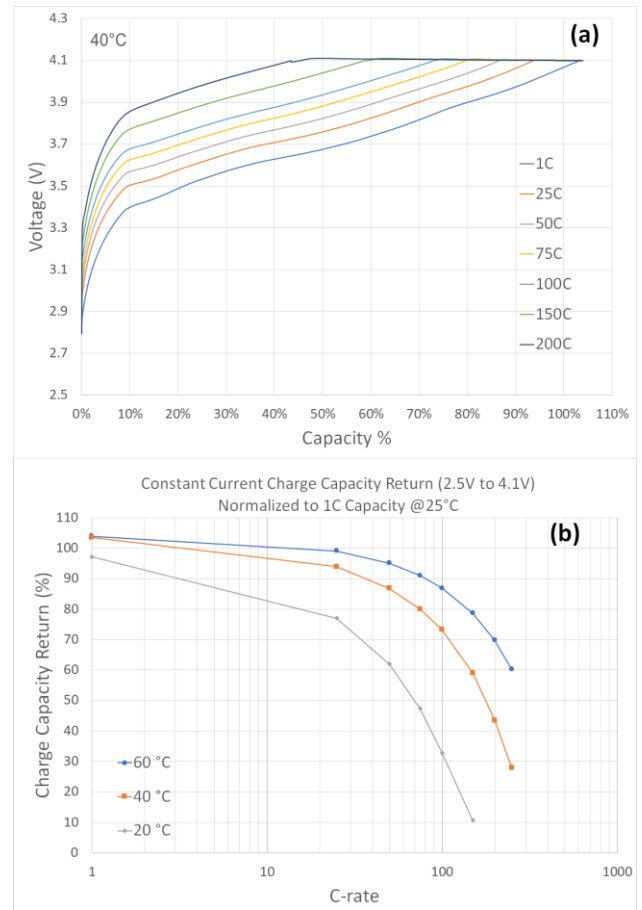 (a)
40°C
4.3
4.1
3.9
3.7
3.5
3.3
3.1
2.9
2.7
2.5
Voltage (V)
1C
25C
50C
75C
100C
150C
200C
0% 10% 20% 30% 40% 50% 60% 70% 80% 90% 100% 110%
Capacity %
Constant Current Charge Capacity Return (2.5V to 4.1V)
Normalized to 1C Capacity @25°C
(b)
110
100
90
80
70
60
50
40
30
20
10
0
Charge Capacity Return (%)
60 °C
40 °C
20 °C
1 10 100 1000
C-rate